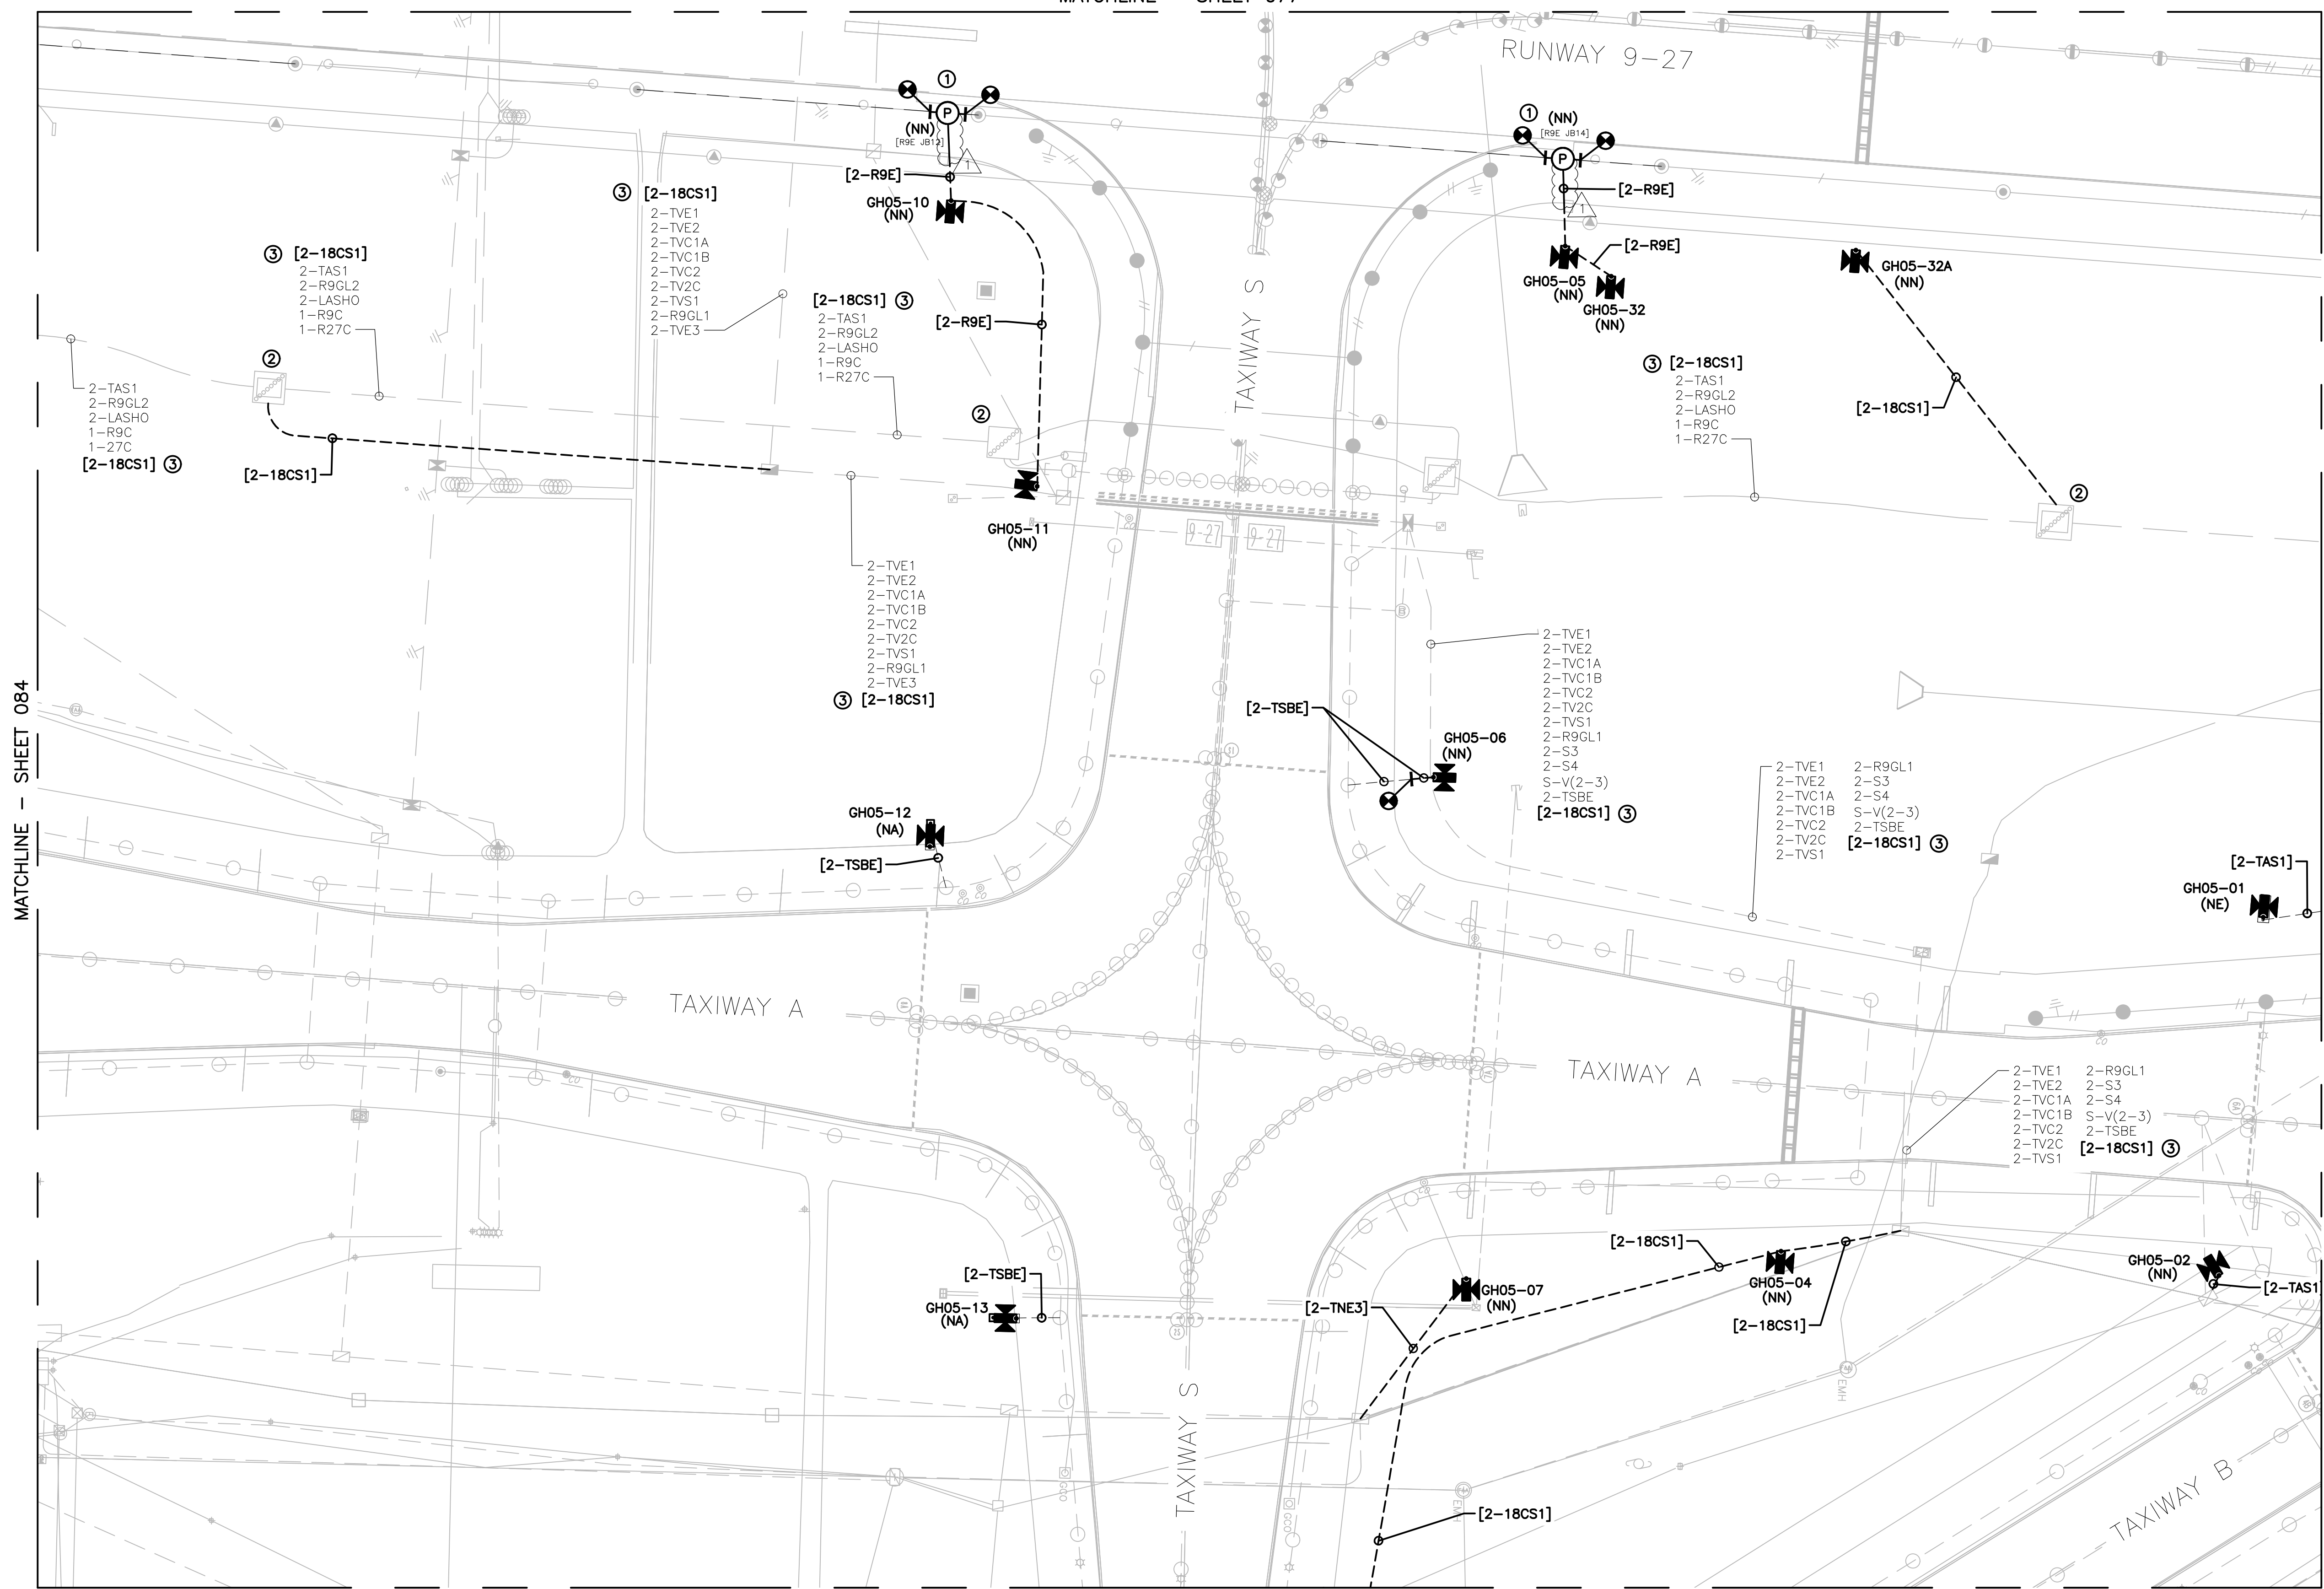 RUNWAY 9-27
①
(NN)
[R9E JB12]
1
[2-R9E]
GH05-10
(NN)
① (NN)
[R9E JB14]
P
P
[2-R9E]
1
[2-R9E]
GH05-05
(NN)
GH05-32
(NN)
GH05-32A
(NN)
③ [2-18CS1]
2-TVE1
2-TVE2
2-TVC1A
2-TVC1B
2-TVC2
2-TV2C
2-TVS1
2-R9GL1
2-TVE3
③ [2-18CS1]
2-TAS1
2-R9GL2
2-LASHO
1-R9C
1-R27C
[2-18CS1] ③
2-TAS1
2-R9GL2
2-LASHO
1-R9C
1-R27C
[2-R9E]
TAXIWAY S
③ [2-18CS1]
2-TAS1
2-R9GL2
2-LASHO
1-R9C
1-R27C
[2-18CS1]
②
2-TAS1
2-R9GL2
2-LASHO
1-R9C
1-27C
[2-18CS1] ③
[2-18CS1]
②
②
GH05-11
(NN)
9-27
9-27
2-TVE1
2-TVE2
2-TVC1A
2-TVC1B
2-TVC2
2-TV2C
2-TVS1
2-R9GL1
2-TVE3
③ [2-18CS1]
MATCHLINE - SHEET 084
2-TVE1
2-TVE2
2-TVC1A
2-TVC1B
2-TVC2
2-TV2C
2-TVS1
2-R9GL1
2-S3
2-S4
S-V(2-3)
2-TSBE
[2-18CS1] ③
[2-TSBE]
GH05-06
(NN)
2-TVE1 2-R9GL1
2-TVE2 2-S3
2-TVC1A 2-S4
2-TVC1B S-V(2-3)
2-TVC2 2-TSBE
2-TV2C [2-18CS1] ③
2-TVS1
GH05-12
(NA)
[2-TSBE]
[2-TAS1]
GH05-01
(NE)
TAXIWAY A
TAXIWAY A
2-TVE1 2-R9GL1
2-TVE2 2-S3
2-TVC1A 2-S4
2-TVC1B S-V(2-3)
2-TVC2 2-TSBE
2-TV2C [2-18CS1] ③
2-TVS1
[2-TSBE]
GH05-13
(NA)
[2-18CS1]
GH05-07
(NN)
[2-TNE3]
GH05-04
(NN)
[2-18CS1]
GH05-02
(NN)
[2-TAS1]
EMH
TAXIWAY S
GCO
GCO
EMH
[2-18CS1]
TAXIWAY B